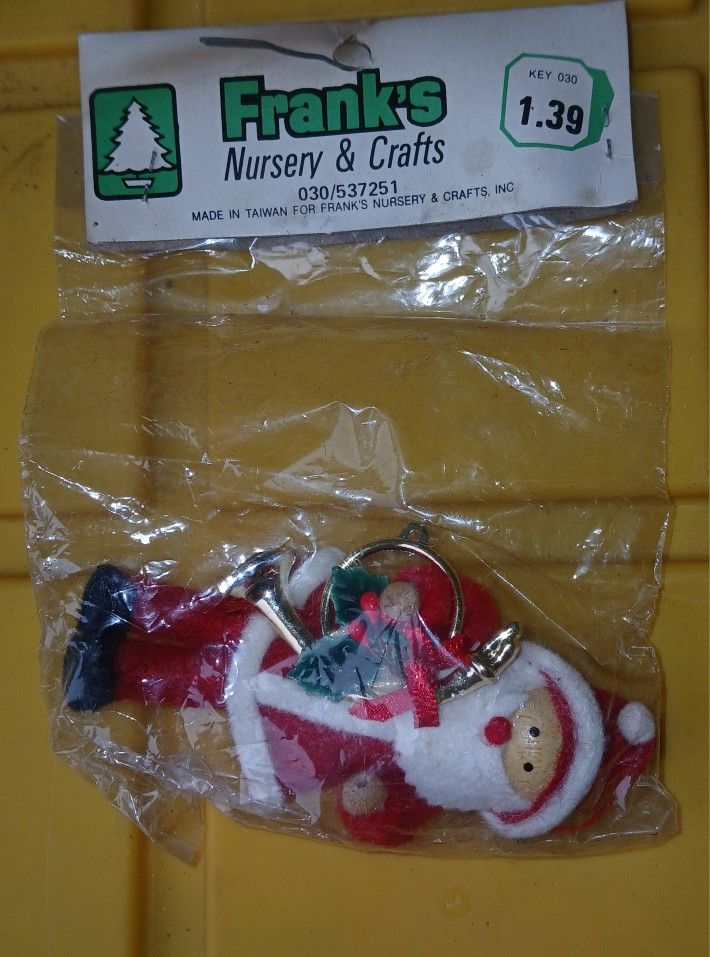 Frank's
Nursery & Crafts
KEY 030
1.39
030/537251
MADE IN TAIWAN FOR FRANK'S NURSERY & CRAFTS, INC